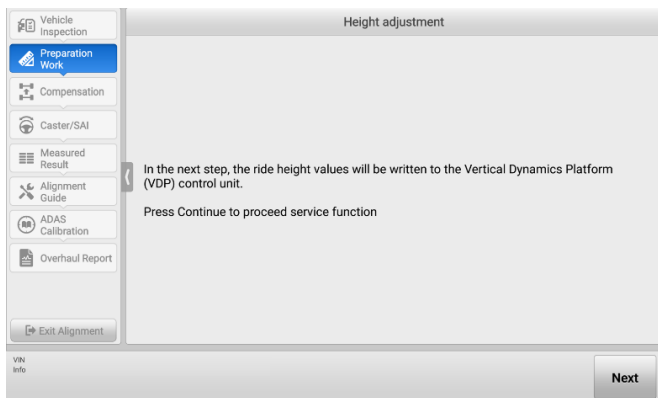 Vehicle
Inspection
Preparation
Work
Compensation
Caster/SAI
Measured
Result
Alignment
Guide
ADAS
Calibration
Overhaul Report
Exit Alignment
Height adjustment
In the next step, the ride height values will be written to the Vertical Dynamics Platform
(VDP) control unit.
Press Continue to proceed service function
VIN
Info
Next